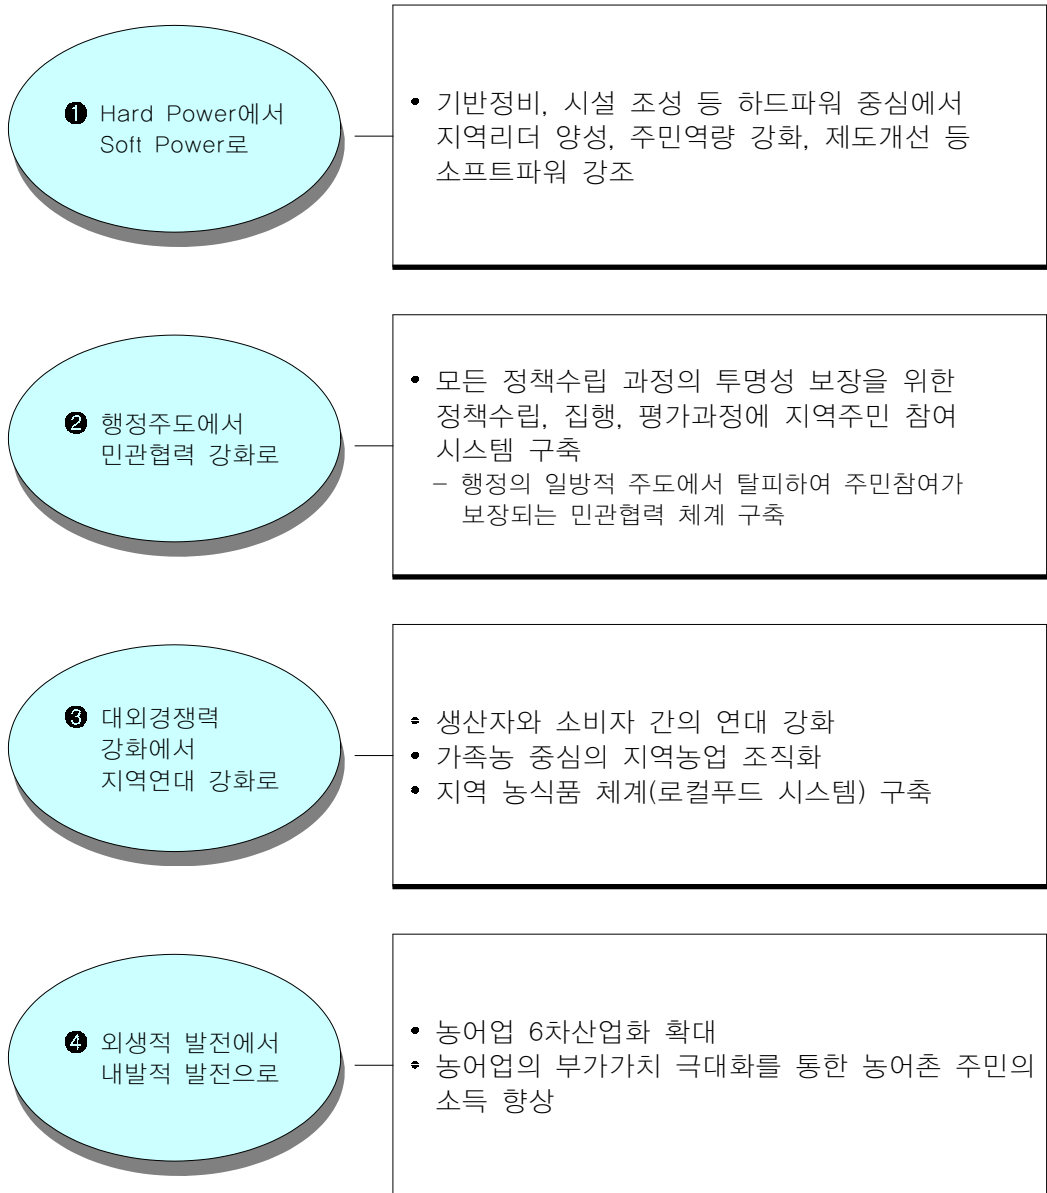 ❶ Hard Power에서
Soft Power로
• 기반정비, 시설 조성 등 하드파워 중심에서
지역리더 양성, 주민역량 강화, 제도개선 등
소프트파워 강조
❷ 행정주도에서
민관협력 강화로
• 모든 정책수립 과정의 투명성 보장을 위한
정책수립, 집행, 평가과정에 지역주민 참여
시스템 구축
– 행정의 일방적 주도에서 탈피하여 주민참여가
보장되는 민관협력 체계 구축
❸ 대외경쟁력
강화에서
지역연대 강화로
• 생산자와 소비자 간의 연대 강화
• 가족농 중심의 지역농업 조직화
• 지역 농식품 체계(로컬푸드 시스템) 구축
❹ 외생적 발전에서
내발적 발전으로
• 농어업 6차산업화 확대
• 농어업의 부가가치 극대화를 통한 농어촌 주민의
소득 향상